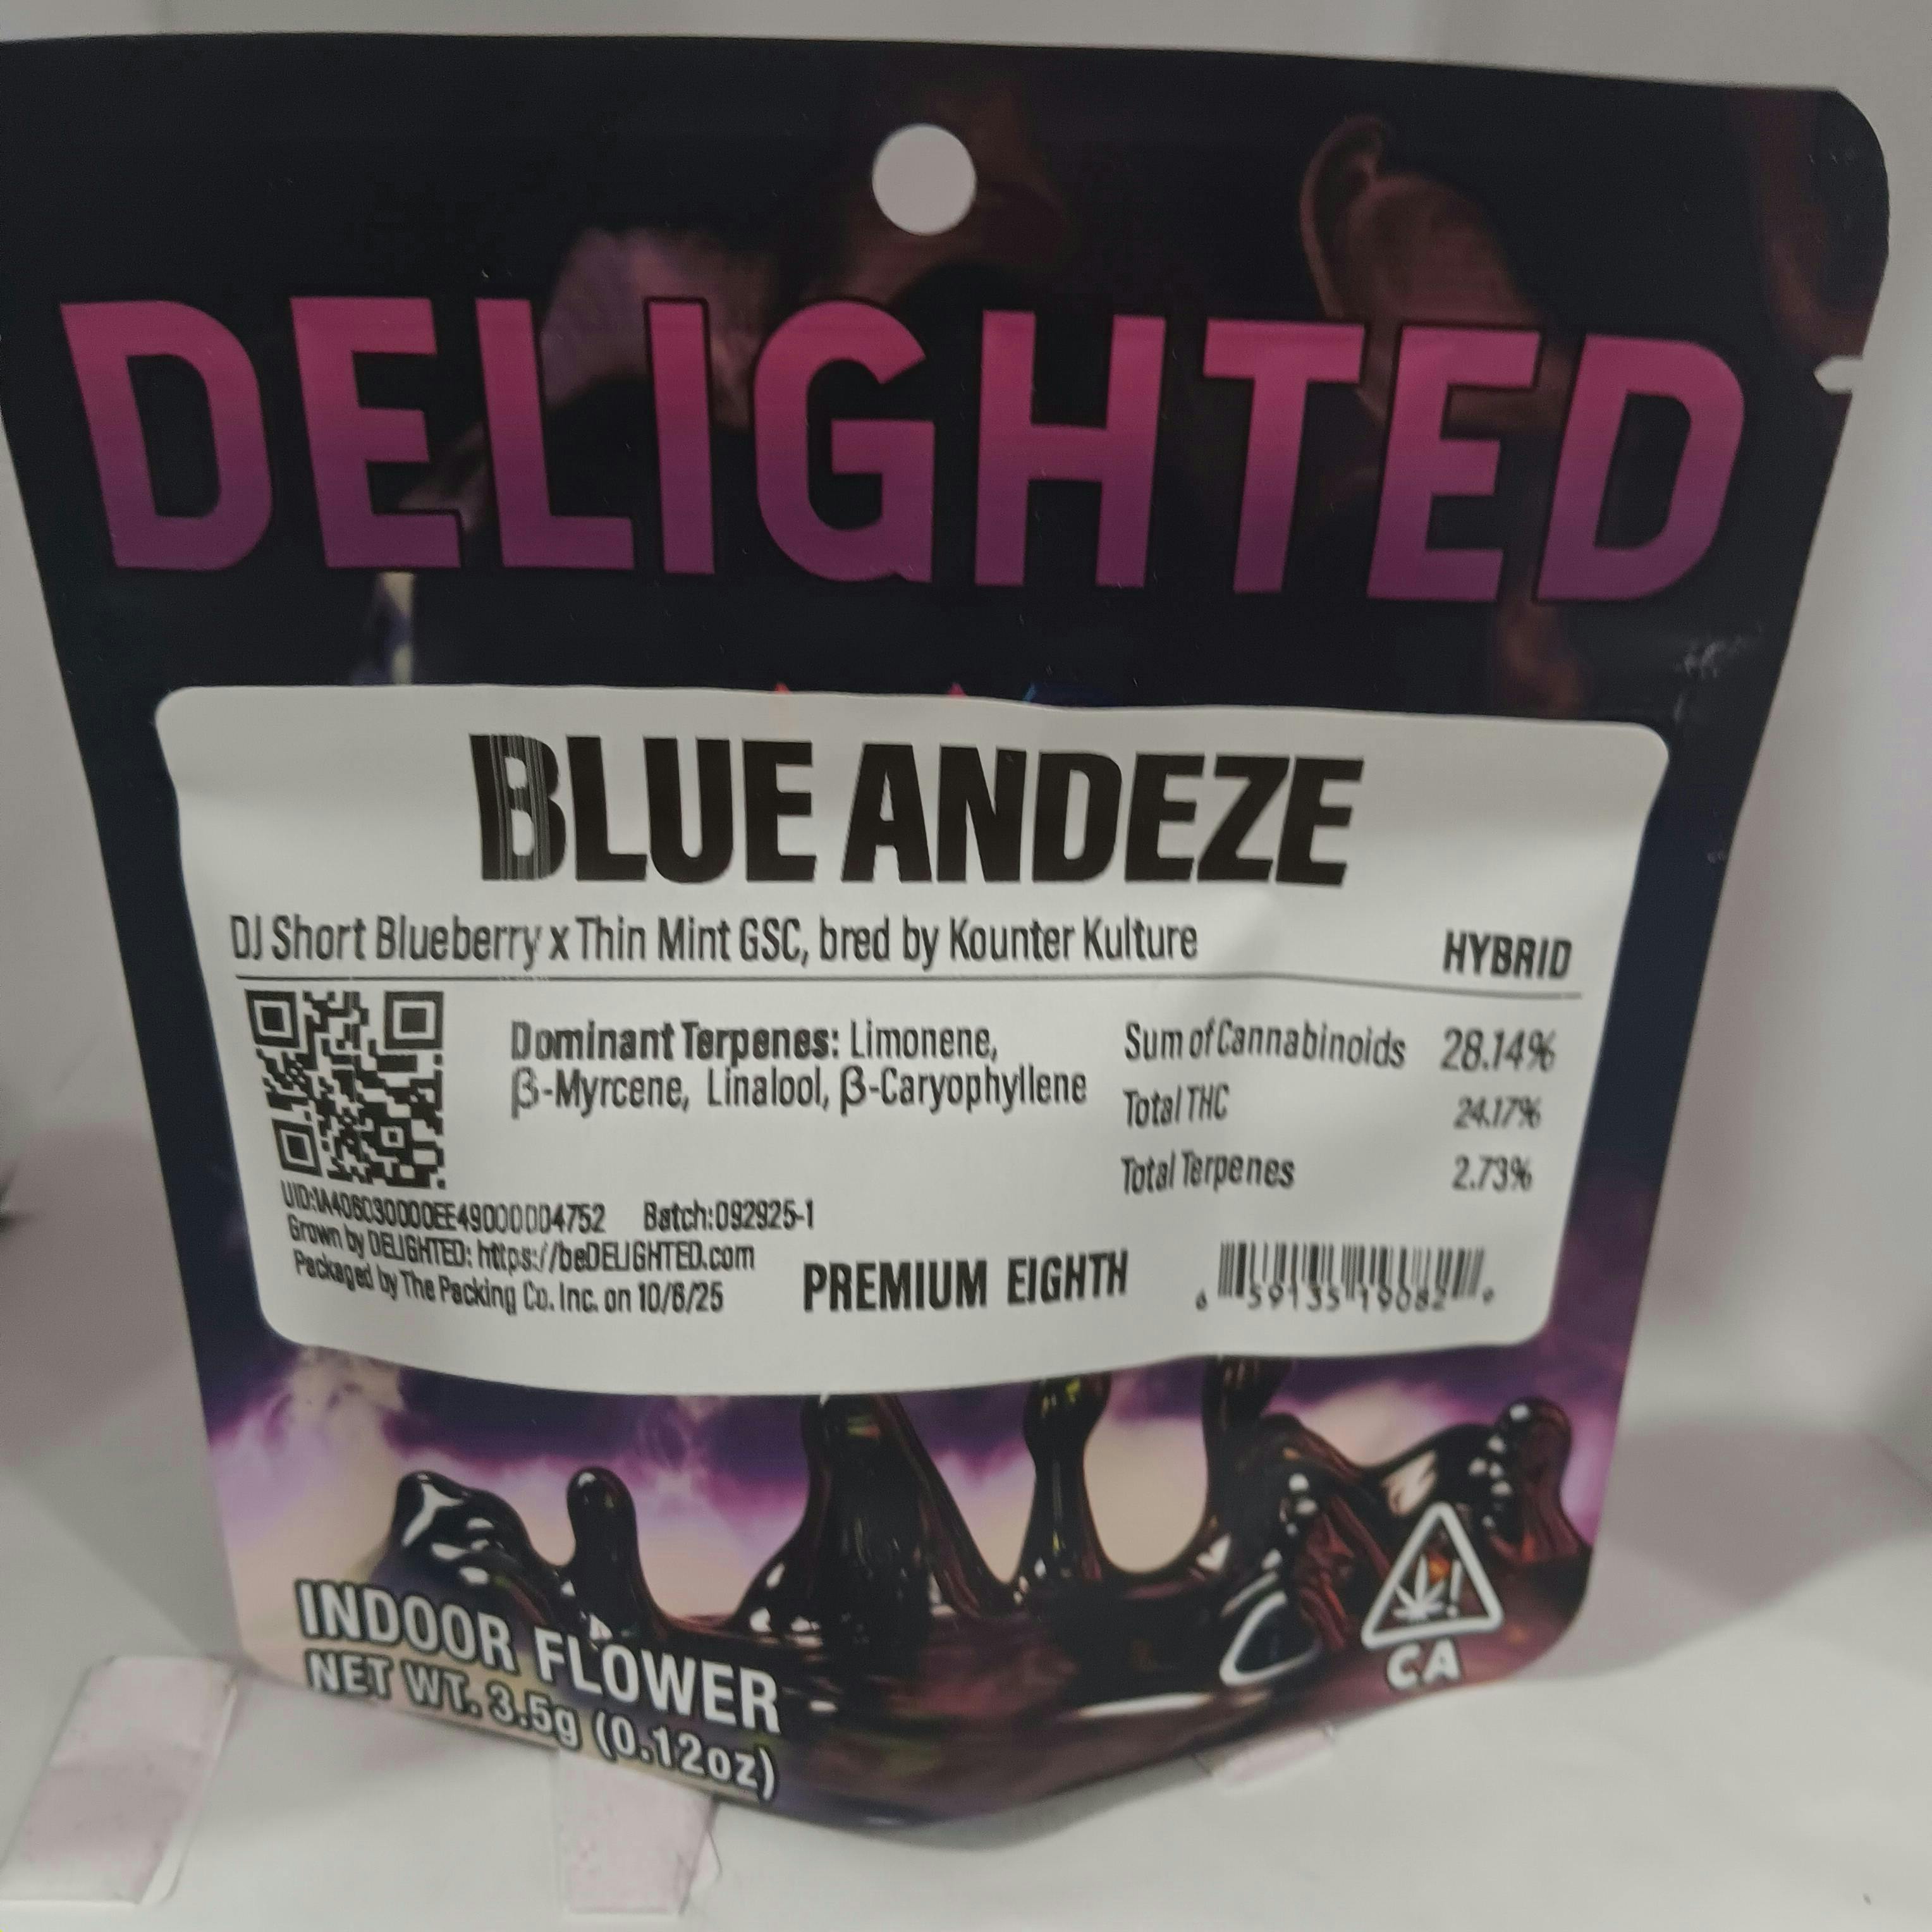 DELIGHTED
BLUE ANDEZE
DJ Short Blueberry x Thin Mint GSC, bred by Kounter Kulture
HYBRID
Dominant Terpenes: Limonene,
β-Myrcene, Linalool, β-Caryophyllene
Sum of Cannabinoids 28.14%
Total THC 24.17%
Total Terpenes 2.73%
Batch:092925-1
Grown by DELIGHTED: https://beDELIGHTED.com
Packaged by The Packing Co. Inc. on 10/6/25
PREMIUM EIGHTH
INDOOR FLOWER
NET WT. 3.5g (0.12oz)
!
CA